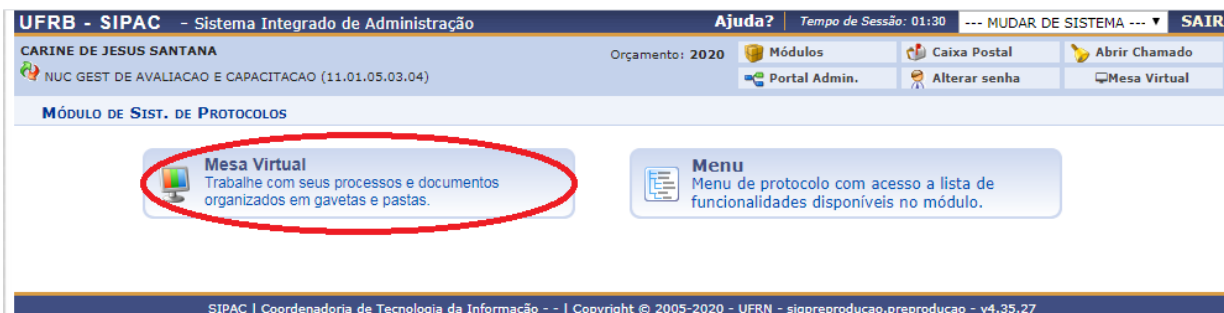 UFRB - SIPAC - Sistema Integrado de Administração Ajuda? Tempo de Sessão: 01:30 --- MUDAR DE SISTEMA --- SAIR
CARINE DE JESUS SANTANA Orçamento: 2020 Módulos Caixa Postal Abrir Chamado
NUC GEST DE AVALIACAO E CAPACITACAO (11.01.05.03.04) Portal Admin. Alterar senha Mesa Virtual
MÓDULO DE SIST. DE PROTOCOLOS
Mesa Virtual
Trabalhe com seus processos e documentos
organizados em gavetas e pastas.
Menu
Menu de protocolo com acesso a lista de
funcionalidades disponíveis no módulo.
SIPAC | Coordenadoria de Tecnologia da Informação - - | Copyright © 2005-2020 - UFRN - sigpreproducao.preproducao - v4.35.27